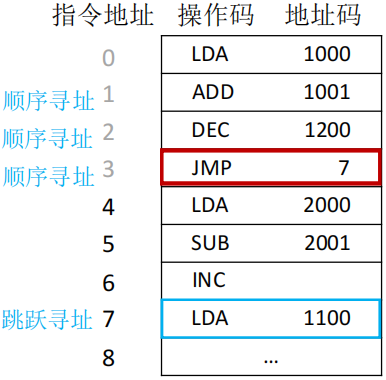 指令地址 操作码 地址码
0 LDA 1000
顺序寻址 1 ADD 1001
顺序寻址 2 DEC 1200
顺序寻址 3 JMP 7
4 LDA 2000
5 SUB 2001
6 INC
跳跃寻址 7 LDA 1100
8 ...